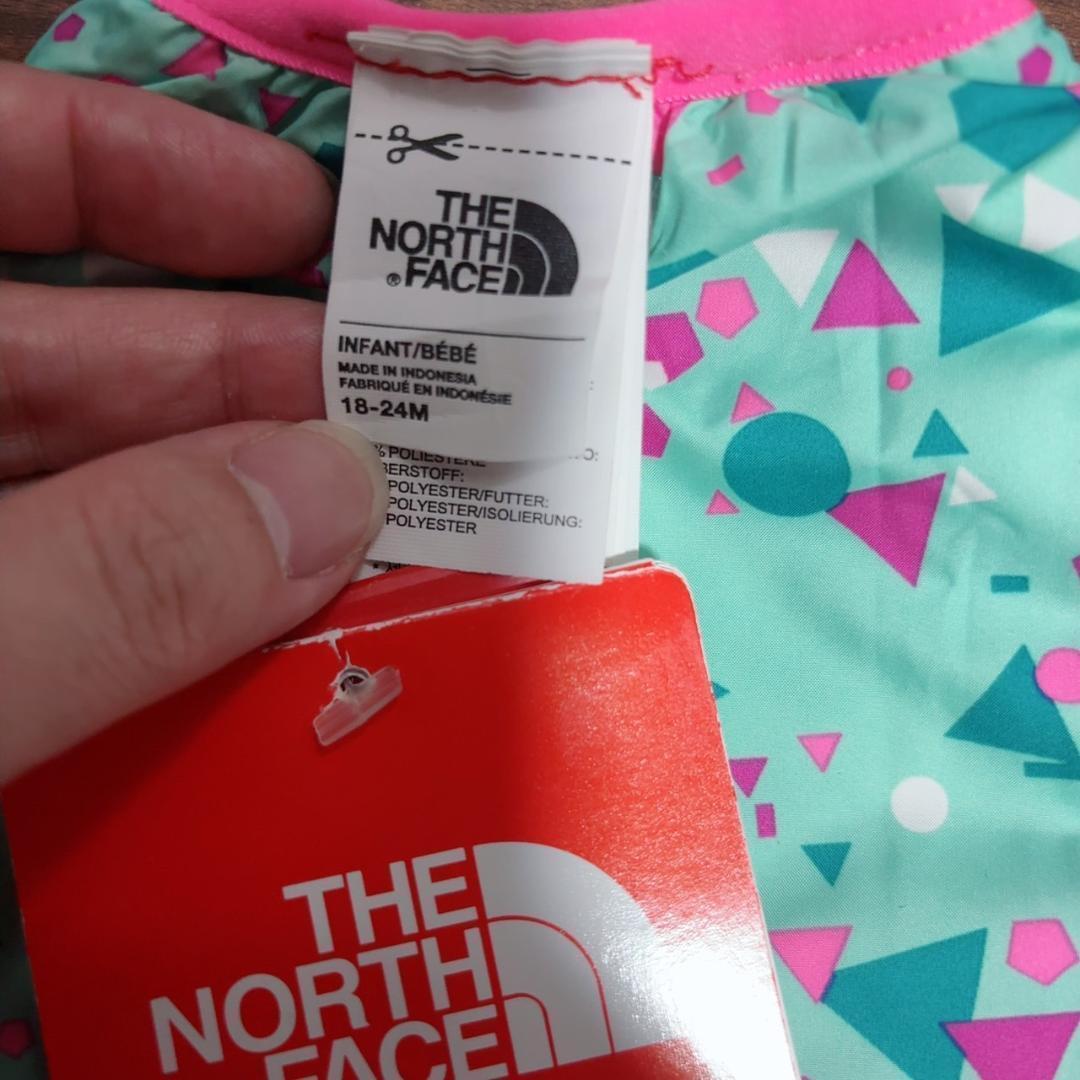 THE
NORTH
® FACE
INFANT/BÉBÉ
MADE IN INDONESIA
FABRIQUÉ EN INDONÉSIE
18-24M
% POLIESTERE
BERSTOFF:
POLYESTER/FUTTER:
POLYESTER/ISOLIERUNG:
POLYESTER
THE
NORTH
FACE